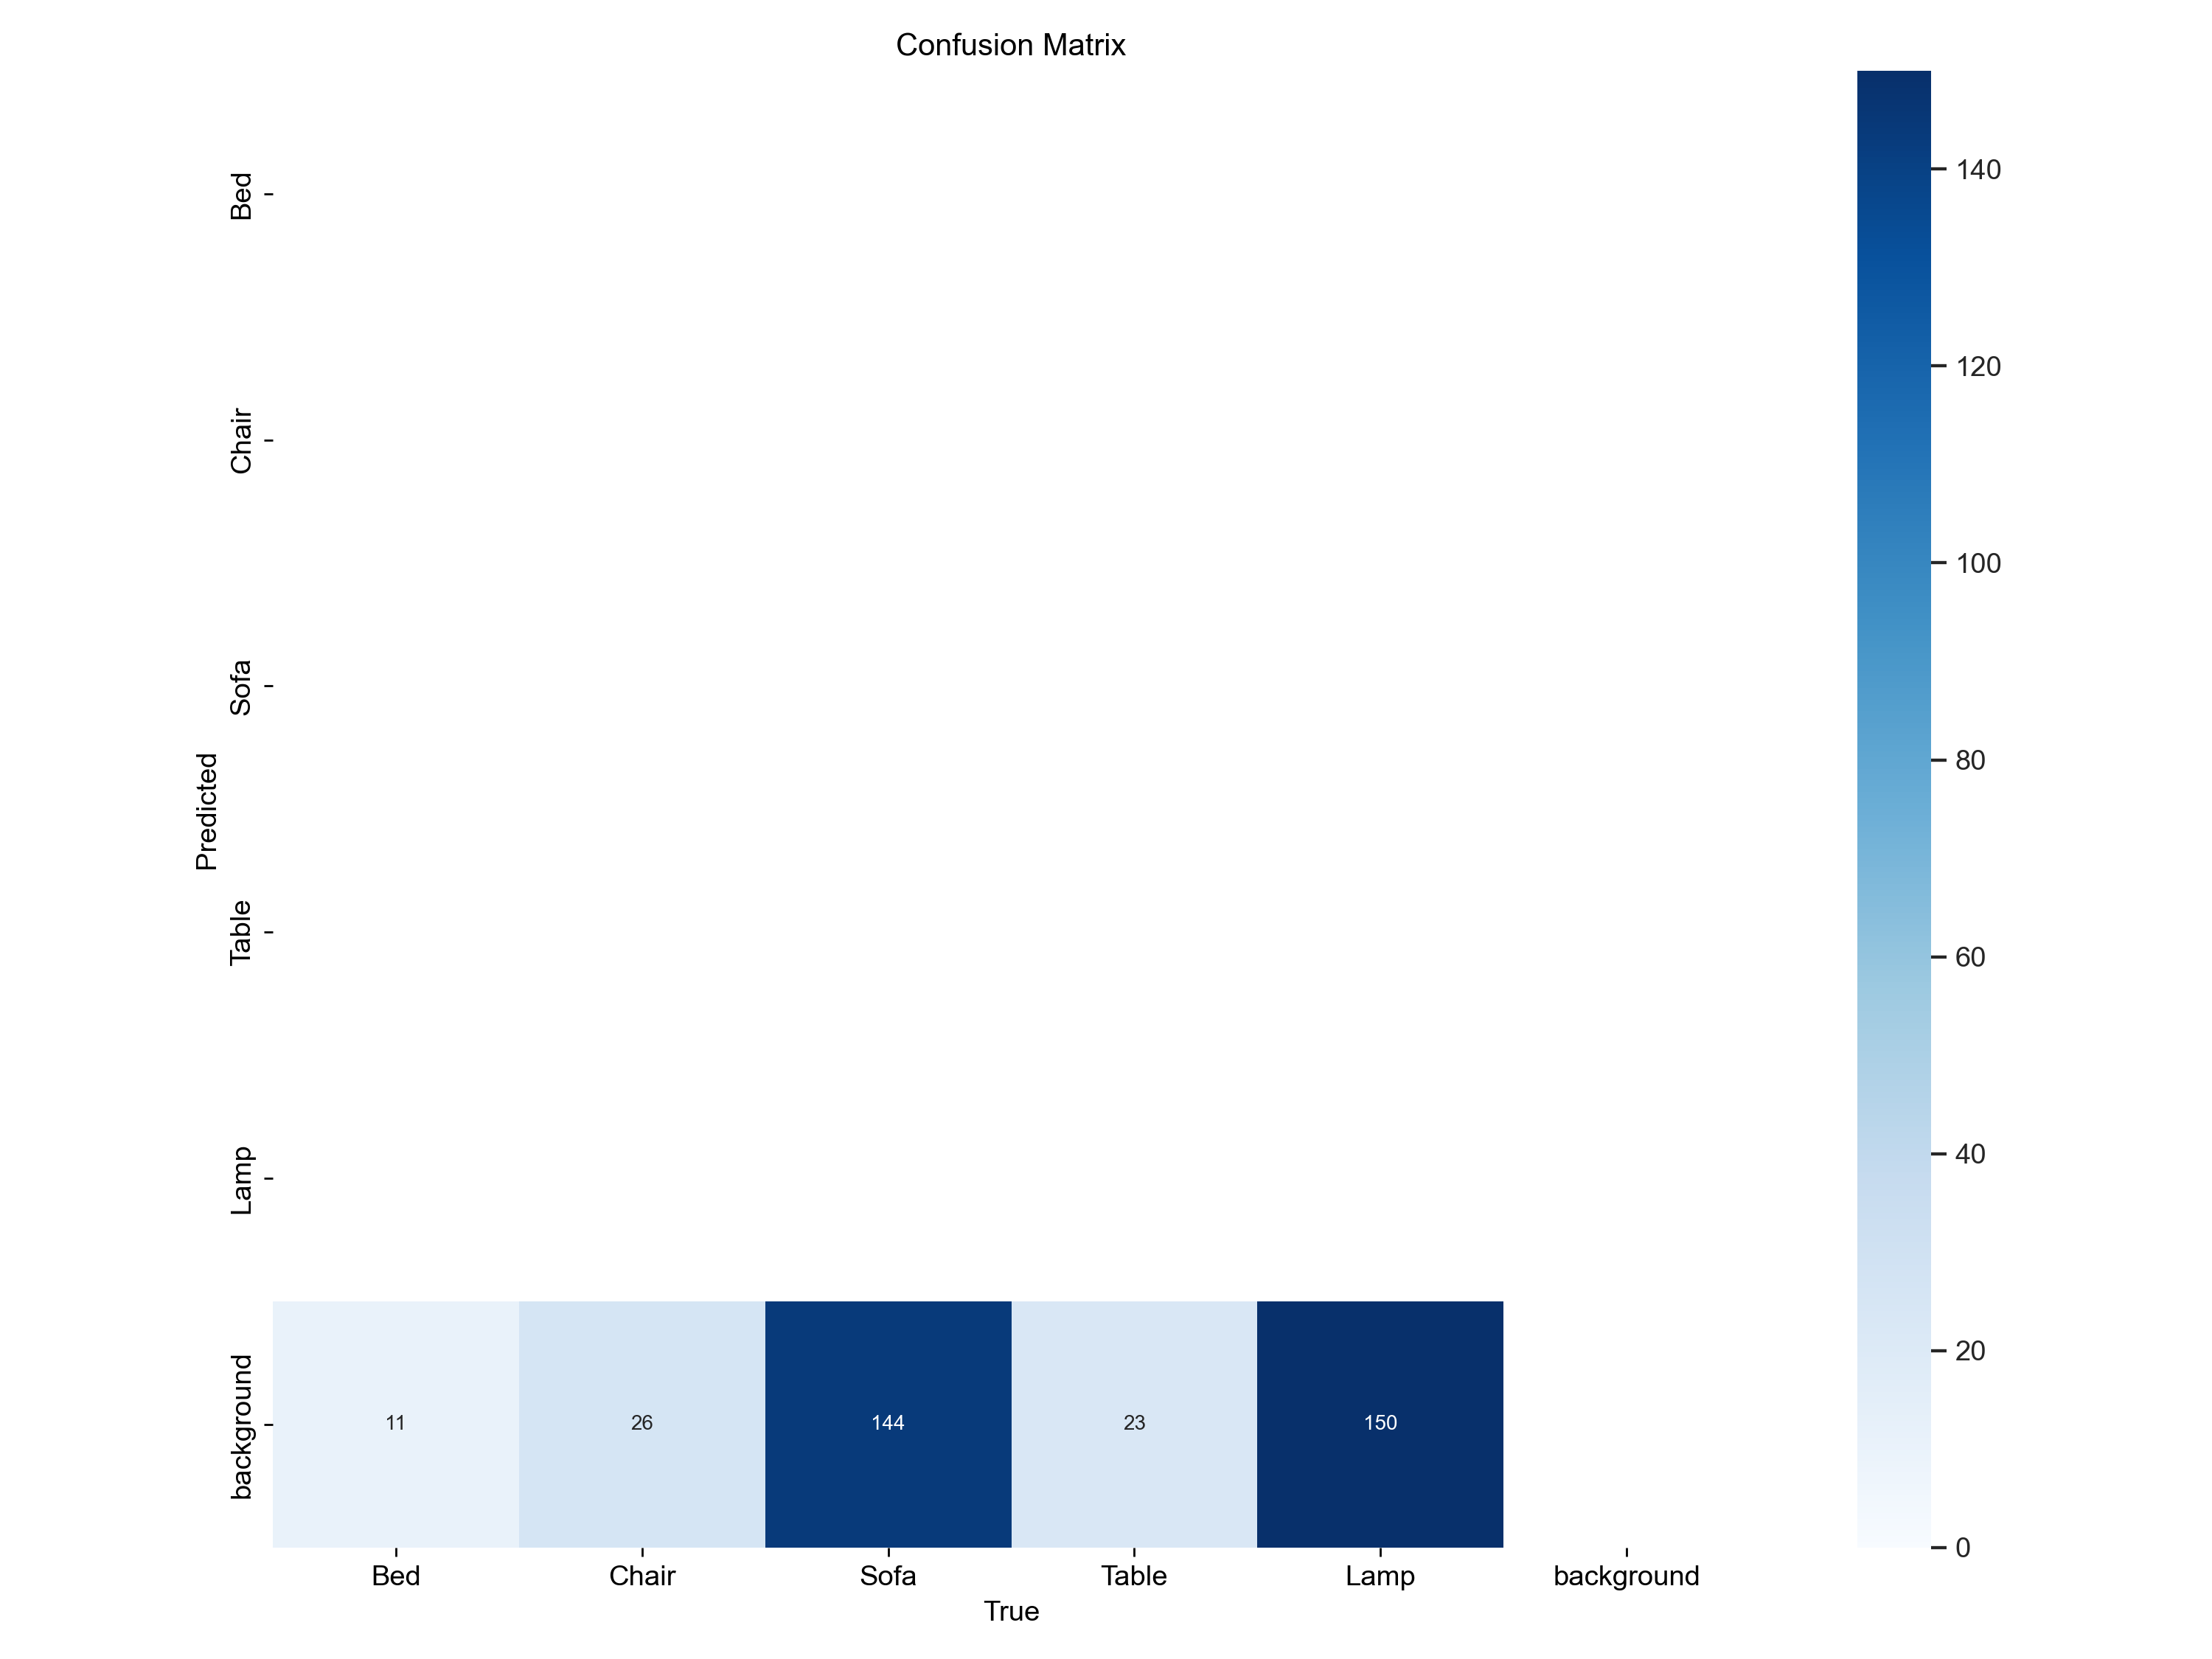 Confusion Matrix
Bed
Chair
Sofa
Table
Lamp
background
Predicted
11 26 144 23 150
Bed Chair Sofa Table Lamp background
True
140
120
100
80
60
40
20
0